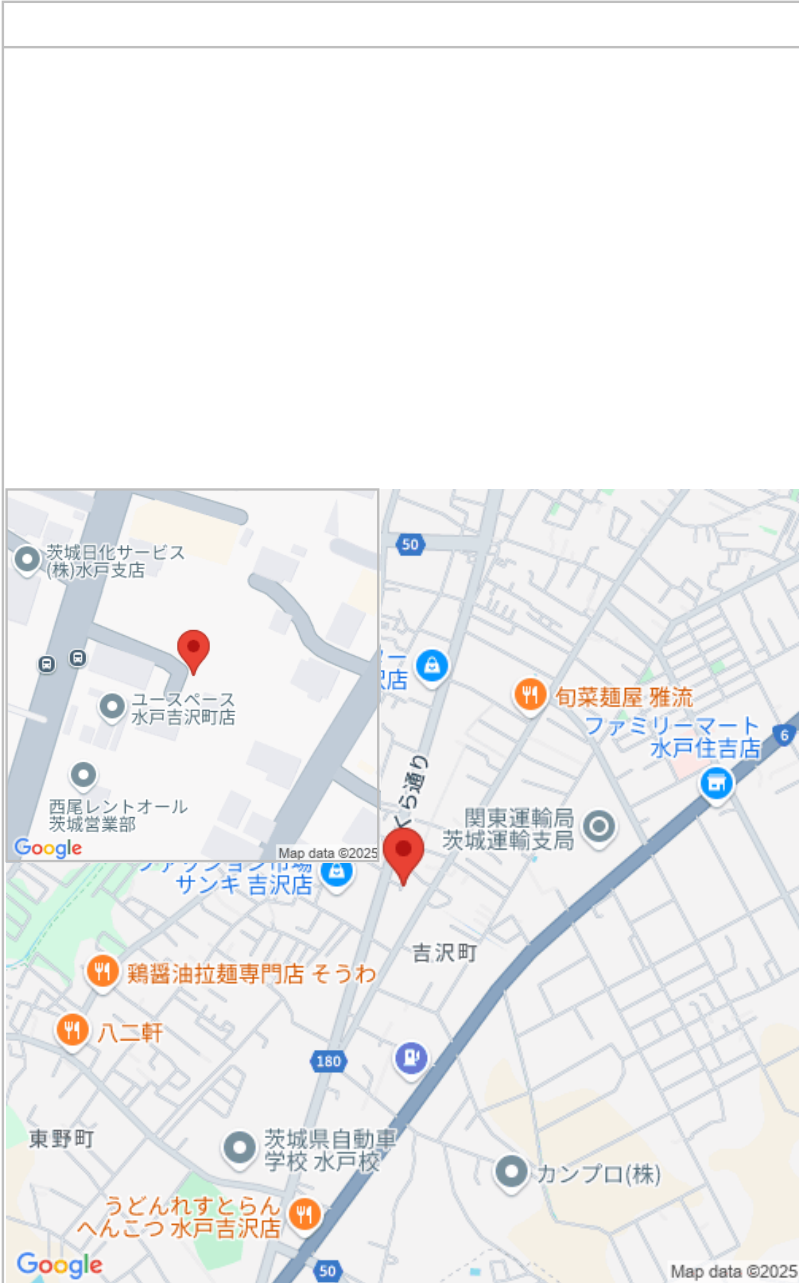 茨城日化サービス
(株)水戸支店
ユースペース
水戸吉沢町店
西尾レントオール
茨城営業部
Google
Map data ©2025
50
店
旬菜麺屋 雅流
ファミリーマート
水戸住吉店
6
くら通り
関東運輸局
茨城運輸支局
サンキ 吉沢店
吉沢町
鶏醤油拉麺専門店 そうわ
八二軒
180
東野町
茨城県自動車
学校 水戸校
カンプロ(株)
うどんれすとらん
へんこつ 水戸吉沢店
50
Google
Map data ©2025